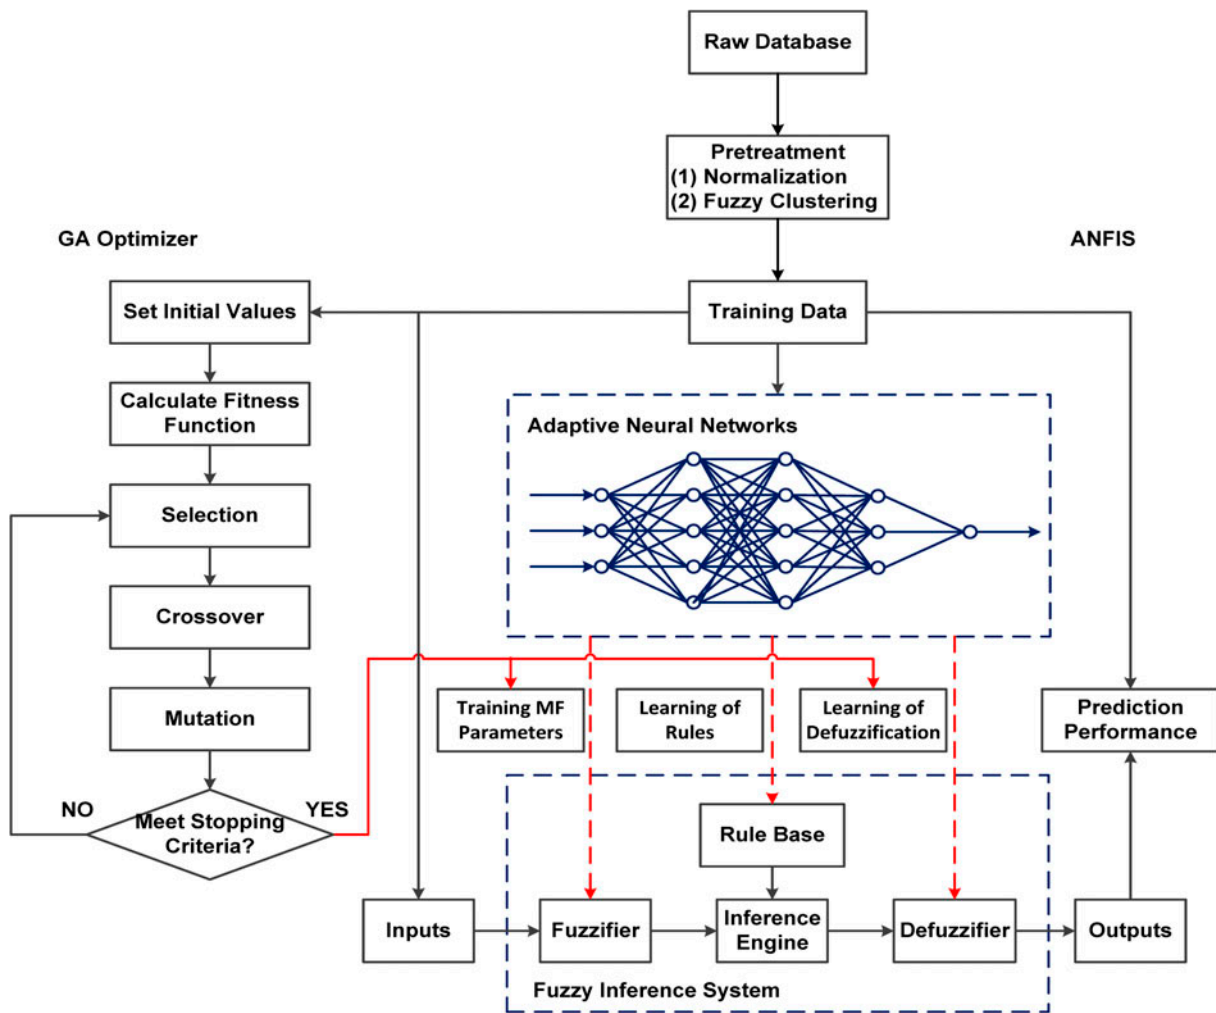 Raw Database
Pretreatment
(1) Normalization
(2) Fuzzy Clustering
GA Optimizer
ANFIS
Set Initial Values
Training Data
Calculate Fitness
Function
Adaptive Neural Networks
Selection
Crossover
Mutation
Training MF
Parameters
Learning of
Rules
Learning of
Defuzzification
Prediction
Performance
NO
YES
Meet Stopping
Criteria?
Rule Base
Inputs
Fuzzifier
Inference
Engine
Defuzzifier
Outputs
Fuzzy Inference System